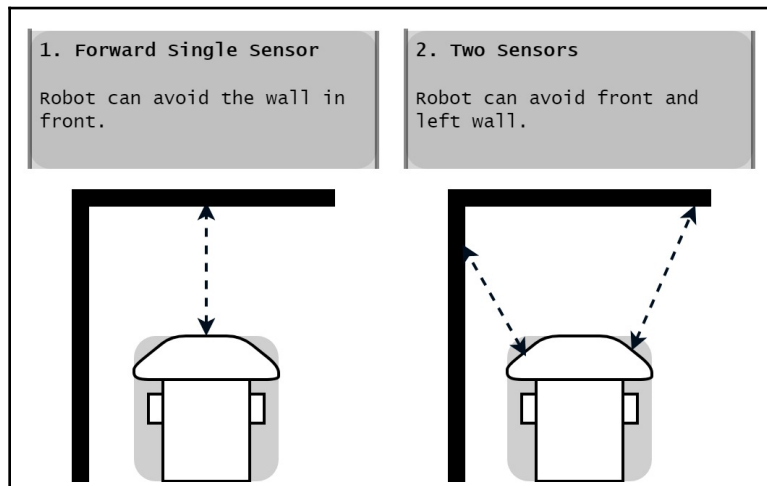 1. Forward Single Sensor
Robot can avoid the wall in
front.
2. Two Sensors
Robot can avoid front and
left wall.